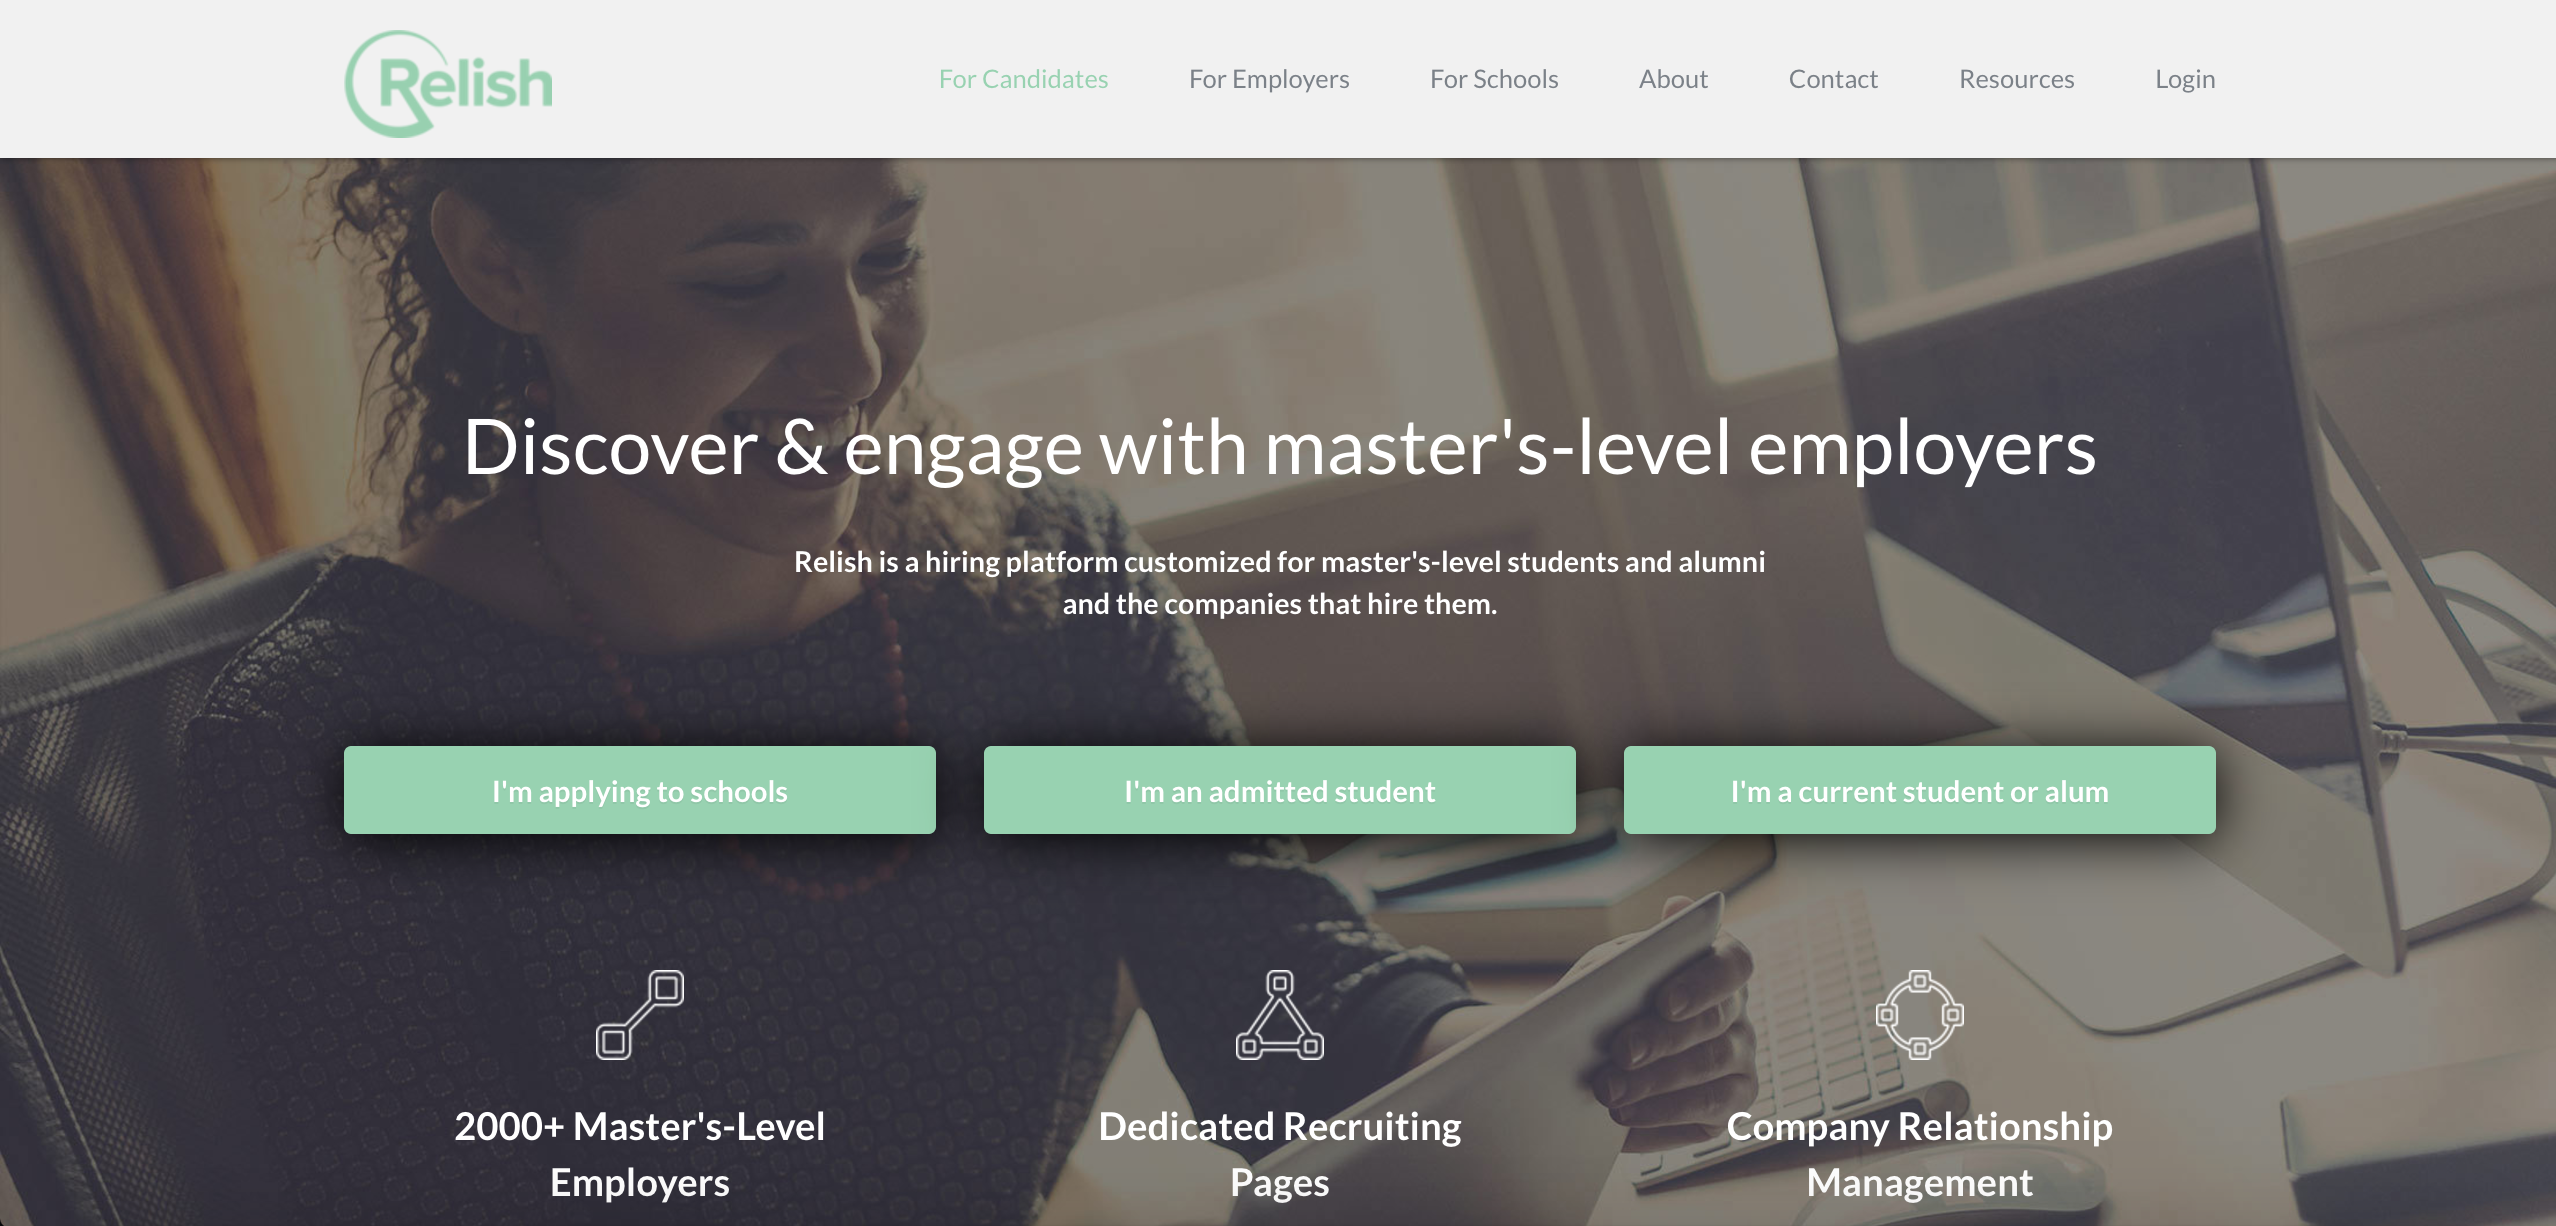 Relish
For Candidates
For Employers
For Schools
About
Contact
Resources
Login
Discover & engage with master's-level employers
Relish is a hiring platform customized for master's-level students and alumni
and the companies that hire them.
I'm applying to schools
I'm an admitted student
I'm a current student or alum
2000+ Master's-Level
Employers
Dedicated Recruiting
Pages
Company Relationship
Management